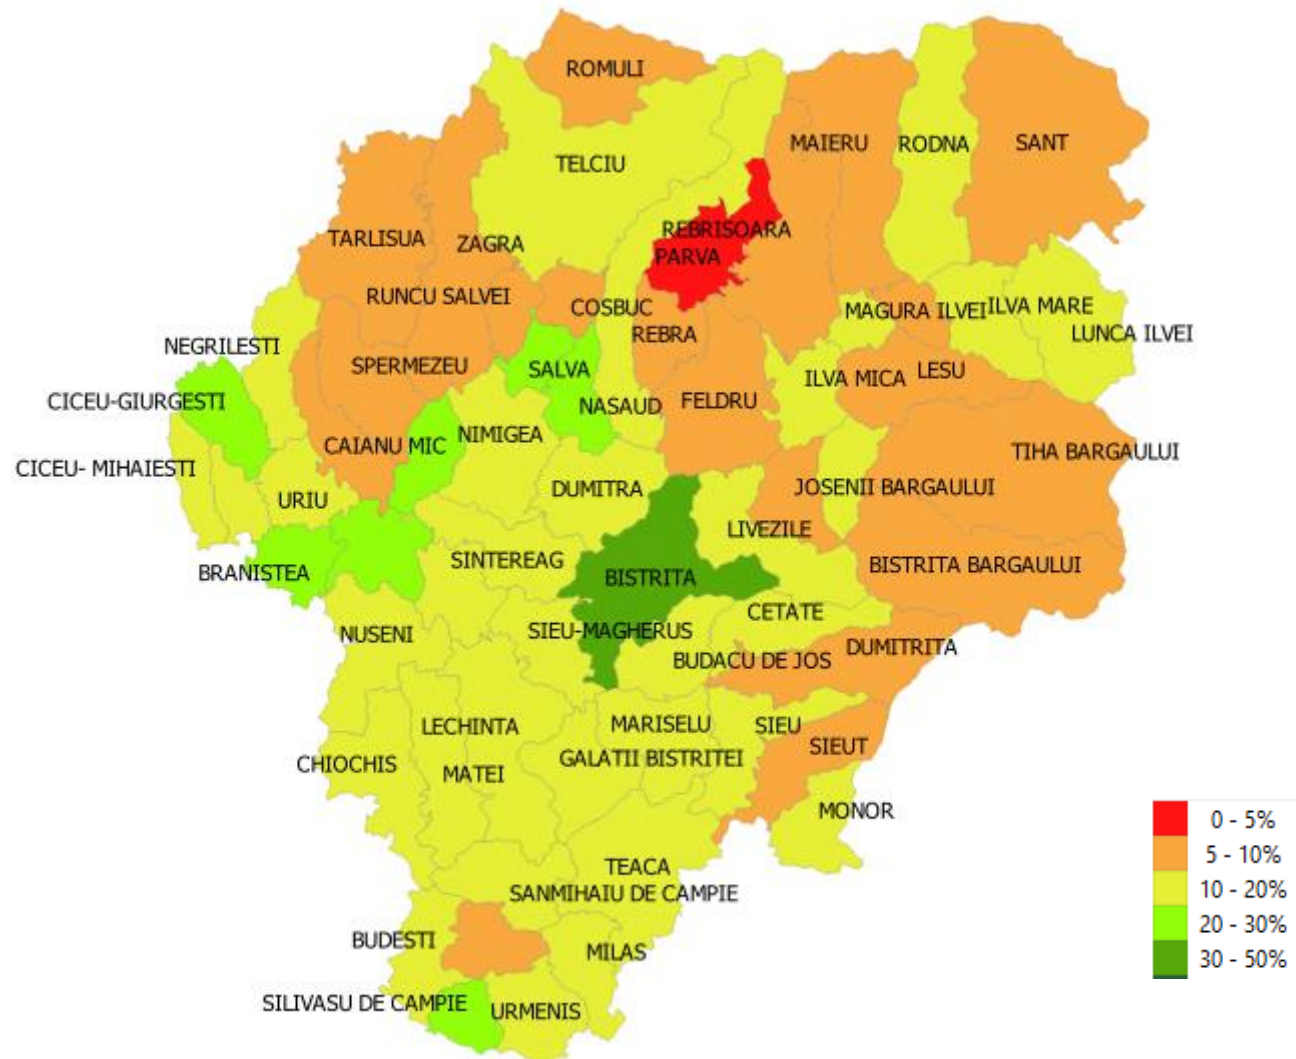 ROMULI
MAIERU
RODNA
SANT
TELCIU
TARLISUA
ZAGRA
REBRISOARA
PARVA
RUNCU SALVEI
COSBUC
MAGURA ILVEI
ILVA MARE
LUNCA ILVEI
REBRA
NEGRILESTI
SPERMEZEU
SALVA
ILVA MICA
LESU
CICEU-GIURGESTI
NASAUD
FELDRU
CAIANU MIC
NIMIGEA
TIHA BARGAULUI
CICEU- MIHAIESTI
URIU
DUMITRA
JOSENII BARGAULUI
LIVEZILE
BRANISTEA
SINTEREAG
BISTRITA
BISTRITA BARGAULUI
CETATE
NUSENI
SIEU-MAGHERUS
DUMITRITA
BUDACU DE JOS
LECHINTA
MARISELU
SIEU
SIEUT
CHIOCHIS
MATEI
GALATII BISTRITEI
MONOR
TEACA
SANMIHAIU DE CAMPIE
BUDESTI
MILAS
SILIVASU DE CAMPIE
URMENIS
0 - 5%
5 - 10%
10 - 20%
20 - 30%
30 - 50%